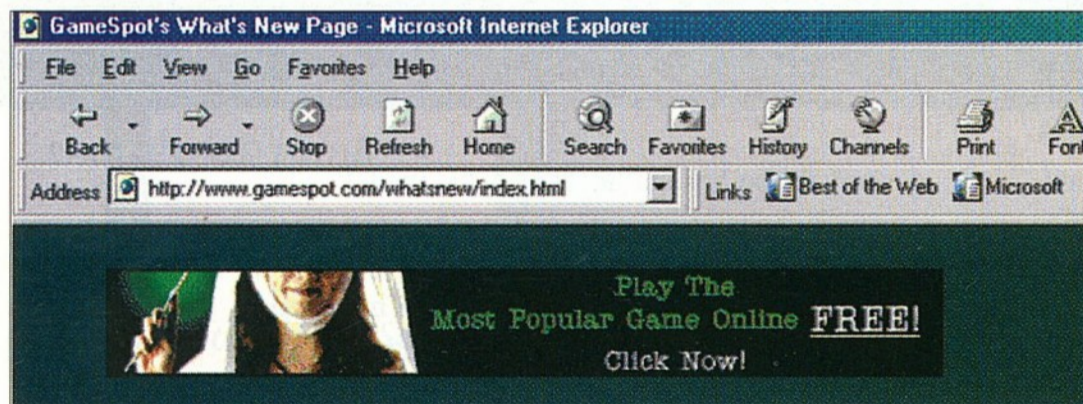 GameSpot's What's New Page - Microsoft Internet Explorer
File Edit View Go Favorites Help
Back Forward Stop Refresh Home Search Favorites History Channels Print Font
Address http://www.gamespot.com/whatsnew/index.html Links Best of the Web Microsoft
Play The
Most Popular Game Online FREE!
Click Now!